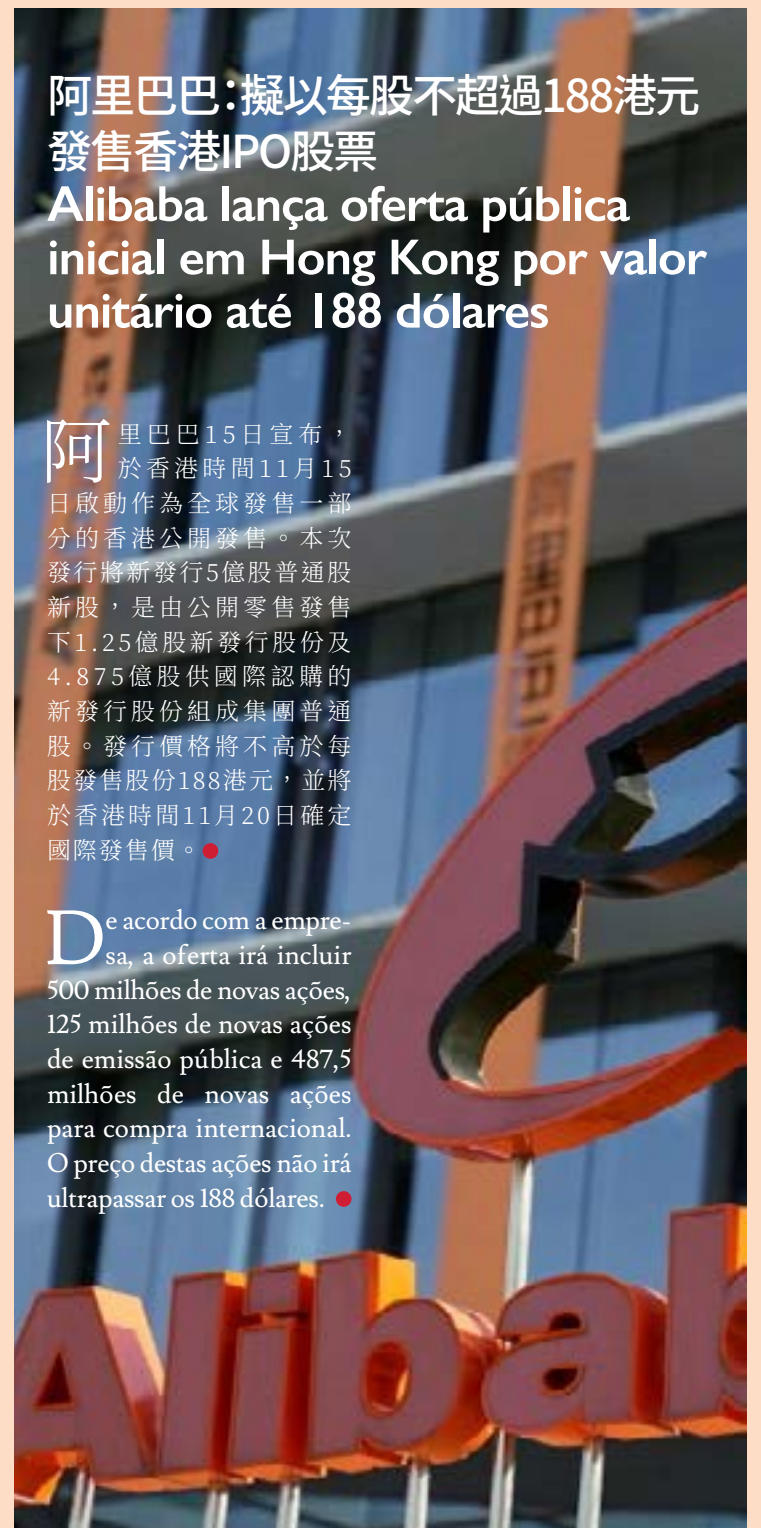 阿里巴巴：擬以每股不超過188港元
發售香港IPO股票
Alibaba lança oferta pública
inicial em Hong Kong por valor
unitário até 188 dólares
阿里巴巴15日宣布，
於香港時間11月15
日啟動作為全球發售一部
分的香港公開發售。本次
發行將新發行5億股普通股
新股，是由公開零售發售
下1.25億股新發行股份及
4.875億股供國際認購的
新發行股份組成集團普通
股。發行價格將不高於每
股發售股份188港元，並將
於香港時間11月20日確定
國際發售價。
De acordo com a empre-
sa, a oferta irá incluir
500 milhões de novas ações,
125 milhões de novas ações
de emissão pública e 487,5
milhões de novas ações
para compra internacional.
O preço destas ações não irá
ultrapassar os 188 dólares.
Alibab